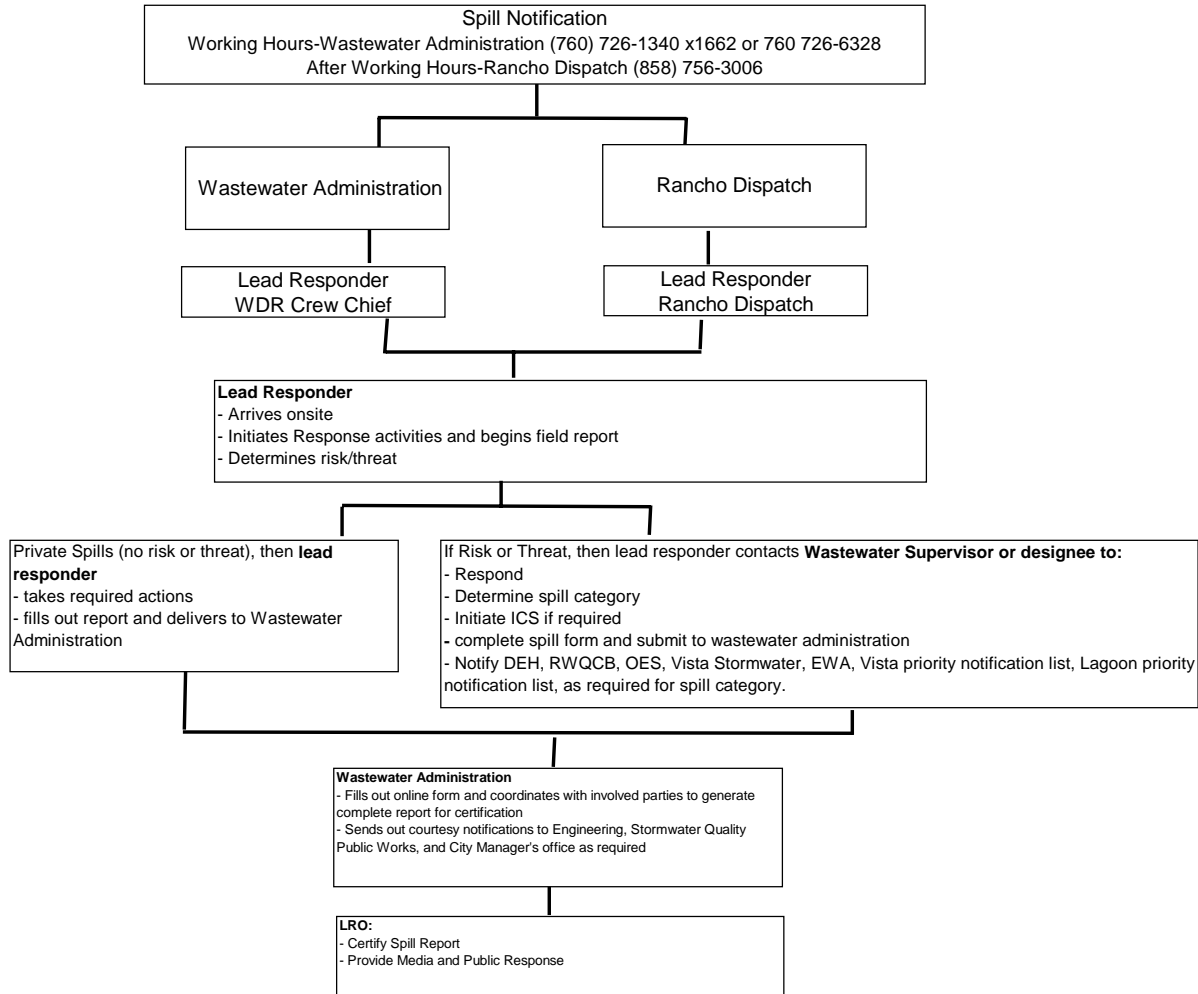 Spill Notification
Working Hours-Wastewater Administration (760) 726-1340 x1662 or 760 726-6328
After Working Hours-Rancho Dispatch (858) 756-3006
Wastewater Administration
Rancho Dispatch
Lead Responder
WDR Crew Chief
Lead Responder
Rancho Dispatch
Lead Responder
- Arrives onsite
- Initiates Response activities and begins field report
- Determines risk/threat
Private Spills (no risk or threat), then lead
responder
- takes required actions
- fills out report and delivers to Wastewater
Administration
If Risk or Threat, then lead responder contacts Wastewater Supervisor or designee to:
- Respond
- Determine spill category
- Initiate ICS if required
- complete spill form and submit to wastewater administration
- Notify DEH, RWQCB, OES, Vista Stormwater, EWA, Vista priority notification list, Lagoon priority
notification list, as required for spill category.
Wastewater Administration
- Fills out online form and coordinates with involved parties to generate
complete report for certification
- Sends out courtesy notifications to Engineering, Stormwater Quality
Public Works, and City Manager's office as required
LRO:
- Certify Spill Report
- Provide Media and Public Response